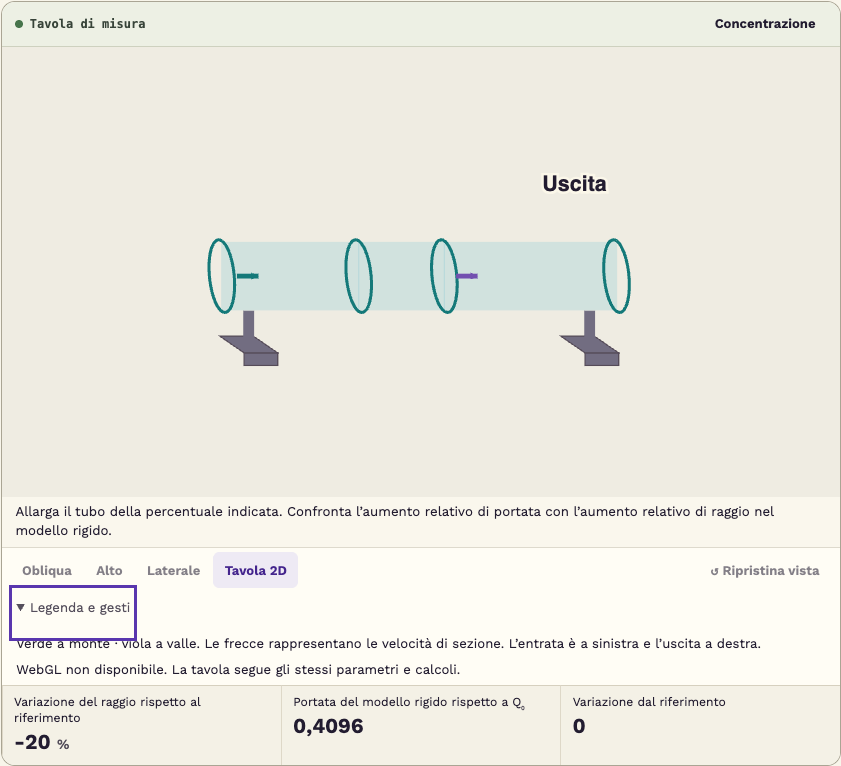 Tavola di misura
Concentrazione
Uscita
Allarga il tubo della percentuale indicata. Confronta l’aumento relativo di portata con l’aumento relativo di raggio nel
modello rigido.
Obliqua Alto Laterale Tavola 2D ↺ Ripristina vista
▼ Legenda e gesti
Verde a monte · viola a valle. Le frecce rappresentano le velocità di sezione. L’entrata è a sinistra e l’uscita a destra.
WebGL non disponibile. La tavola segue gli stessi parametri e calcoli.
Variazione del raggio rispetto al
riferimento
-20 %
Portata del modello rigido rispetto a Q₀
0,4096
Variazione dal riferimento
0